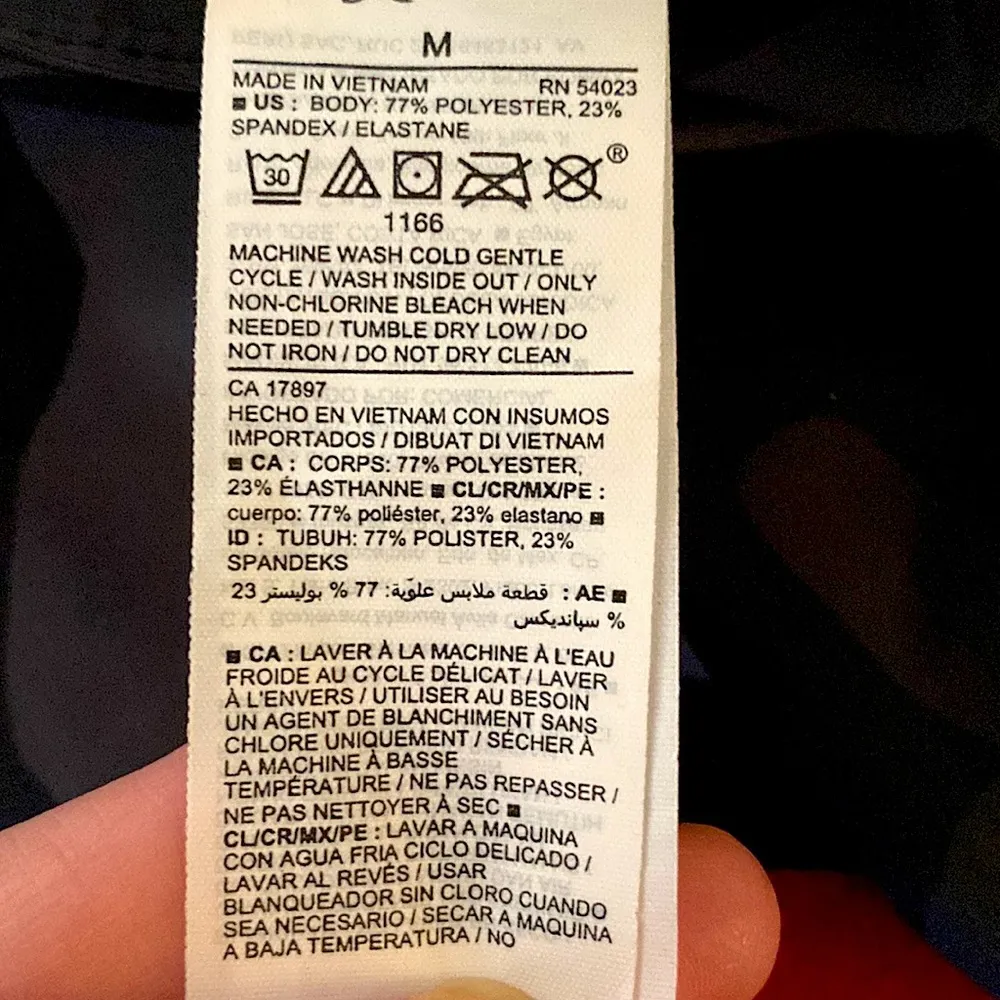 M
MADE IN VIETNAM RN 54023
US : BODY: 77% POLYESTER, 23%
SPANDEX / ELASTANE
30 ®
1166
MACHINE WASH COLD GENTLE
CYCLE / WASH INSIDE OUT / ONLY
NON-CHLORINE BLEACH WHEN
NEEDED / TUMBLE DRY LOW / DO
NOT IRON / DO NOT DRY CLEAN
CA 17897
HECHO EN VIETNAM CON INSUMOS
IMPORTADOS / DIBUAT DI VIETNAM
CA : CORPS: 77% POLYESTER,
23% ÉLASTHANNE CL/CR/MX/PE :
cuerpo: 77% poliéster, 23% elastano
ID : TUBUH: 77% POLISTER, 23%
SPANDEKS
AE : قطعة ملابس علوّية: 77 % بوليستر 23
% سباندیکس
CA : LAVER À LA MACHINE À L'EAU
FROIDE AU CYCLE DÉLICAT / LAVER
À L'ENVERS / UTILISER AU BESOIN
UN AGENT DE BLANCHIMENT SANS
CHLORE UNIQUEMENT / SÉCHER À
LA MACHINE À BASSE
TEMPÉRATURE / NE PAS REPASSER /
NE PAS NETTOYER À SEC
CL/CR/MX/PE : LAVAR A MAQUINA
CON AGUA FRIA CICLO DELICADO /
LAVAR AL REVÉS / USAR
BLANQUEADOR SIN CLORO CUANDO
SEA NECESARIO / SECAR A MAQUINA
A BAJA TEMPERATURA / NO